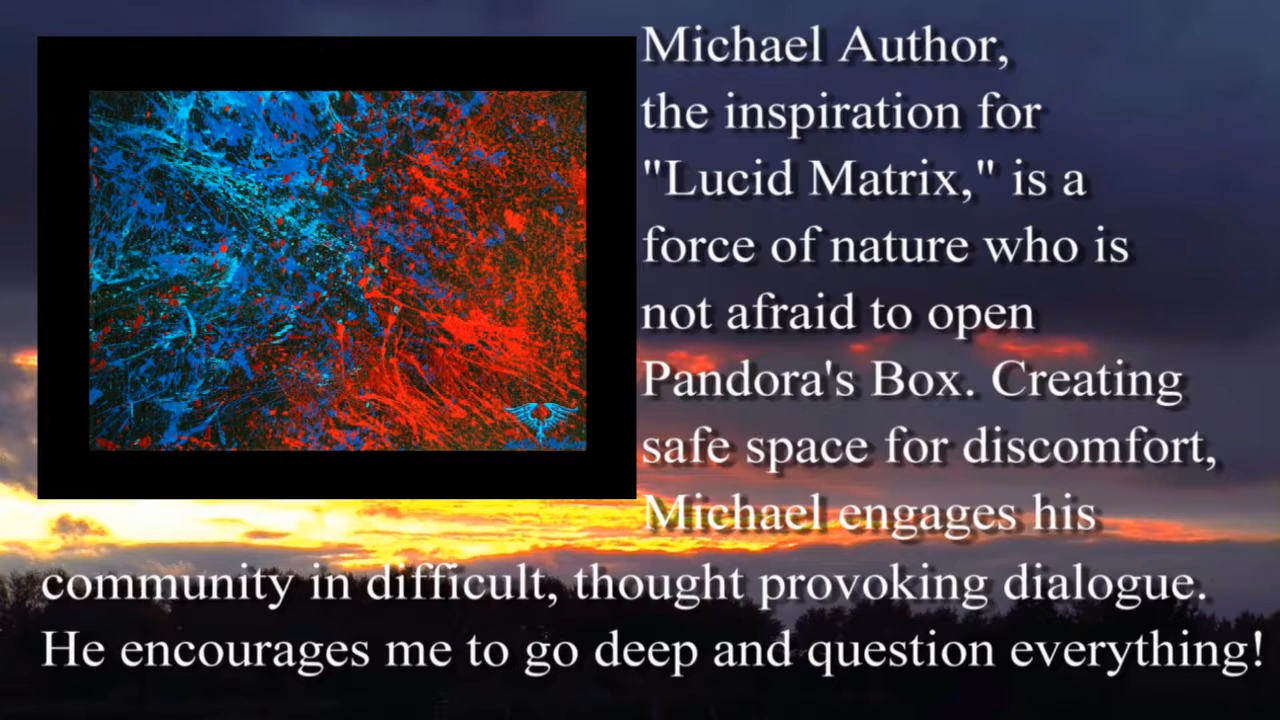 Michael Author,
the inspiration for
"Lucid Matrix," is a
force of nature who is
not afraid to open
Pandora's Box. Creating
safe space for discomfort,
Michael engages his
community in difficult, thought provoking dialogue.
He encourages me to go deep and question everything!